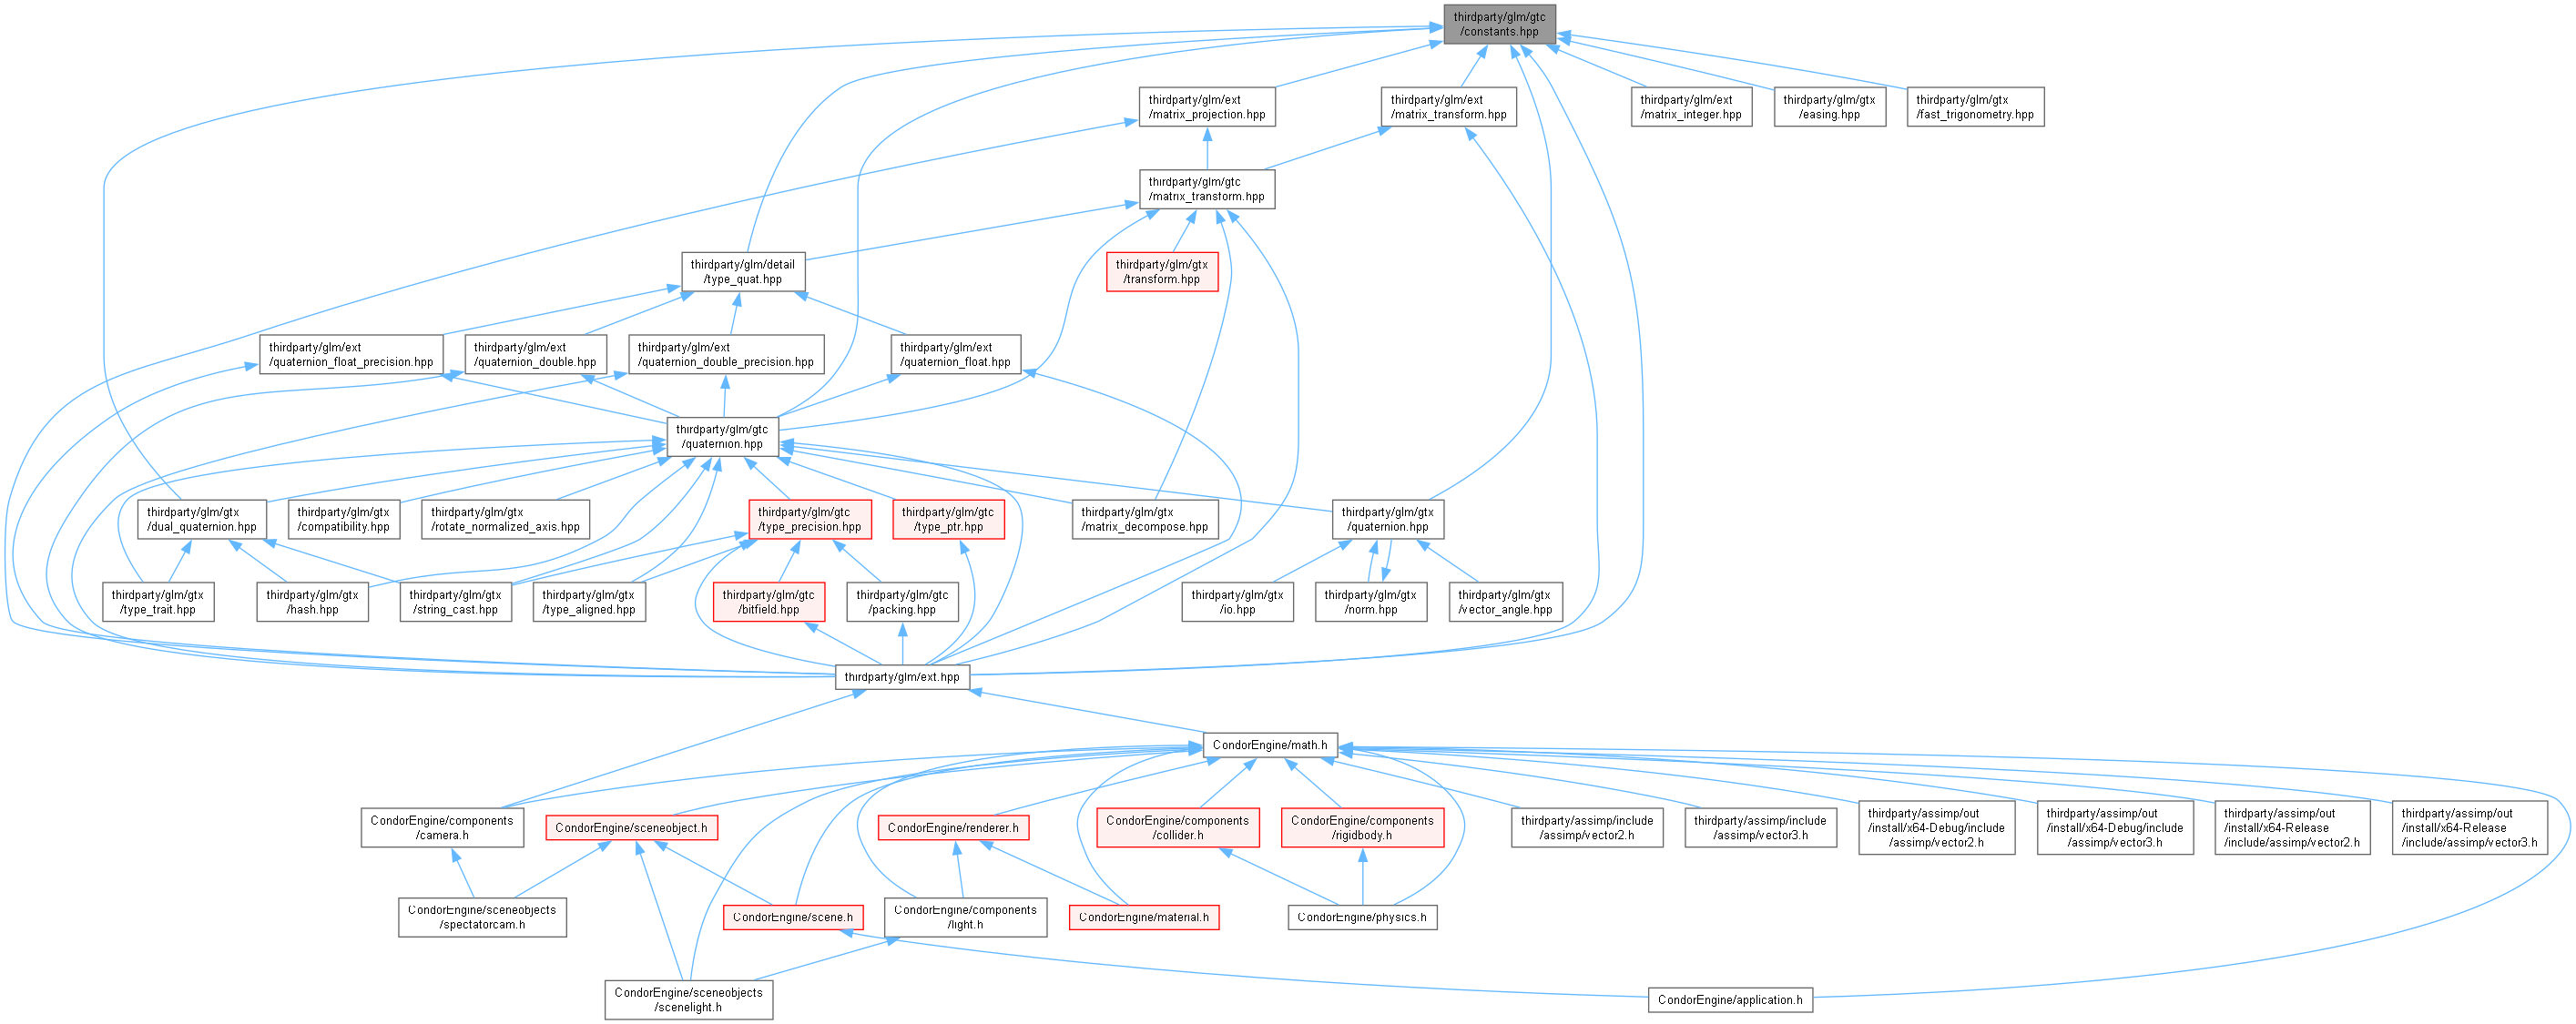 thirdparty/glm/gtc
/constants.hpp
thirdparty/glm/ext
/matrix_projection.hpp
thirdparty/glm/ext
/matrix_transform.hpp
thirdparty/glm/ext
/matrix_integer.hpp
thirdparty/glm/gtx
/easing.hpp
thirdparty/glm/gtx
/fast_trigonometry.hpp
thirdparty/glm/gtc
/matrix_transform.hpp
thirdparty/glm/detail
/type_quat.hpp
thirdparty/glm/gtx
/transform.hpp
thirdparty/glm/ext
/quaternion_float_precision.hpp
thirdparty/glm/ext
/quaternion_double.hpp
thirdparty/glm/ext
/quaternion_double_precision.hpp
thirdparty/glm/ext
/quaternion_float.hpp
thirdparty/glm/gtc
/quaternion.hpp
thirdparty/glm/gtx
/dual_quaternion.hpp
thirdparty/glm/gtx
/compatibility.hpp
thirdparty/glm/gtx
/rotate_normalized_axis.hpp
thirdparty/glm/gtc
/type_precision.hpp
thirdparty/glm/gtc
/type_ptr.hpp
thirdparty/glm/gtx
/matrix_decompose.hpp
thirdparty/glm/gtx
/quaternion.hpp
thirdparty/glm/gtx
/type_trait.hpp
thirdparty/glm/gtx
/hash.hpp
thirdparty/glm/gtx
/string_cast.hpp
thirdparty/glm/gtx
/type_aligned.hpp
thirdparty/glm/gtc
/bitfield.hpp
thirdparty/glm/gtc
/packing.hpp
thirdparty/glm/gtx
/io.hpp
thirdparty/glm/gtx
/norm.hpp
thirdparty/glm/gtx
/vector_angle.hpp
thirdparty/glm/ext.hpp
CondorEngine/math.h
CondorEngine/components
/camera.h
CondorEngine/sceneobject.h
CondorEngine/renderer.h
CondorEngine/components
/collider.h
CondorEngine/components
/rigidbody.h
thirdparty/assimp/include
/assimp/vector2.h
thirdparty/assimp/include
/assimp/vector3.h
thirdparty/assimp/out
/install/x64-Debug/include
/assimp/vector2.h
thirdparty/assimp/out
/install/x64-Debug/include
/assimp/vector3.h
thirdparty/assimp/out
/install/x64-Release
/include/assimp/vector2.h
thirdparty/assimp/out
/install/x64-Release
/include/assimp/vector3.h
CondorEngine/sceneobjects
/spectatorcam.h
CondorEngine/scene.h
CondorEngine/components
/light.h
CondorEngine/material.h
CondorEngine/physics.h
CondorEngine/sceneobjects
/scenelight.h
CondorEngine/application.h